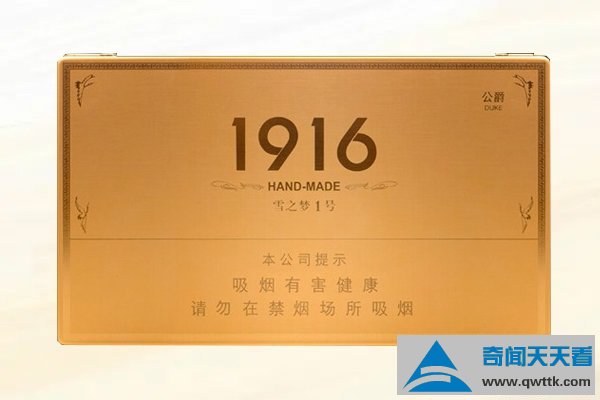 公爵
DUKE
1916
HAND-MADE
雪之梦1号
本公司提示
吸烟有害健康
请勿在禁烟场所吸烟
奇闻天天看
www.qwttk.com